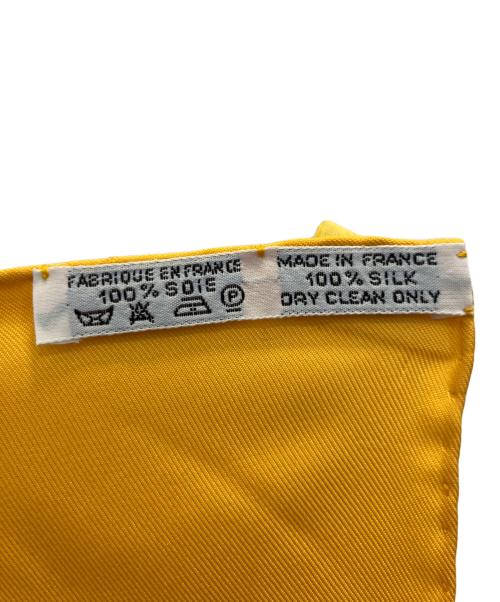 FABRIQUE EN FRANCE
100% SOIE
P
MADE IN FRANCE
100% SILK
DRY CLEAN ONLY